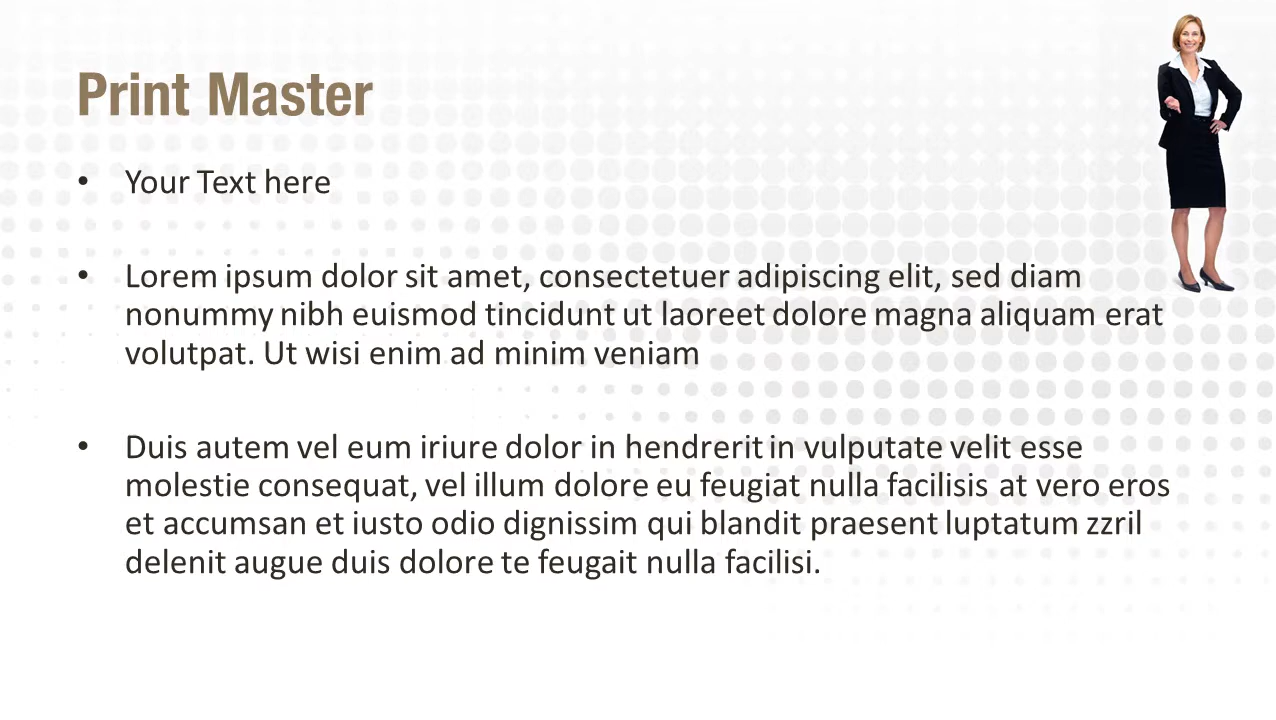 Print Master
• Your Text here
• Lorem ipsum dolor sit amet, consectetuer adipiscing elit, sed diam
nonummy nibh euismod tincidunt ut laoreet dolore magna aliquam erat
volutpat. Ut wisi enim ad minim veniam
• Duis autem vel eum iriure dolor in hendrerit in vulputate velit esse
molestie consequat, vel illum dolore eu feugiat nulla facilisis at vero eros
et accumsan et iusto odio dignissim qui blandit praesent luptatum zzril
delenit augue duis dolore te feugait nulla facilisi.